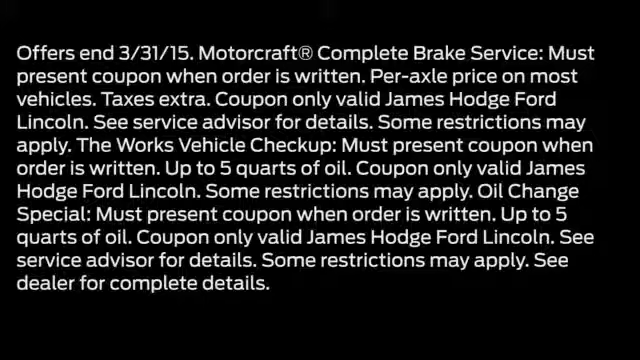 Offers end 3/31/15. Motorcraft® Complete Brake Service: Must
present coupon when order is written. Per-axle price on most
vehicles. Taxes extra. Coupon only valid James Hodge Ford
Lincoln. See service advisor for details. Some restrictions may
apply. The Works Vehicle Checkup: Must present coupon when
order is written. Up to 5 quarts of oil. Coupon only valid James
Hodge Ford Lincoln. Some restrictions may apply. Oil Change
Special: Must present coupon when order is written. Up to 5
quarts of oil. Coupon only valid James Hodge Ford Lincoln. See
service advisor for details. Some restrictions may apply. See
dealer for complete details.